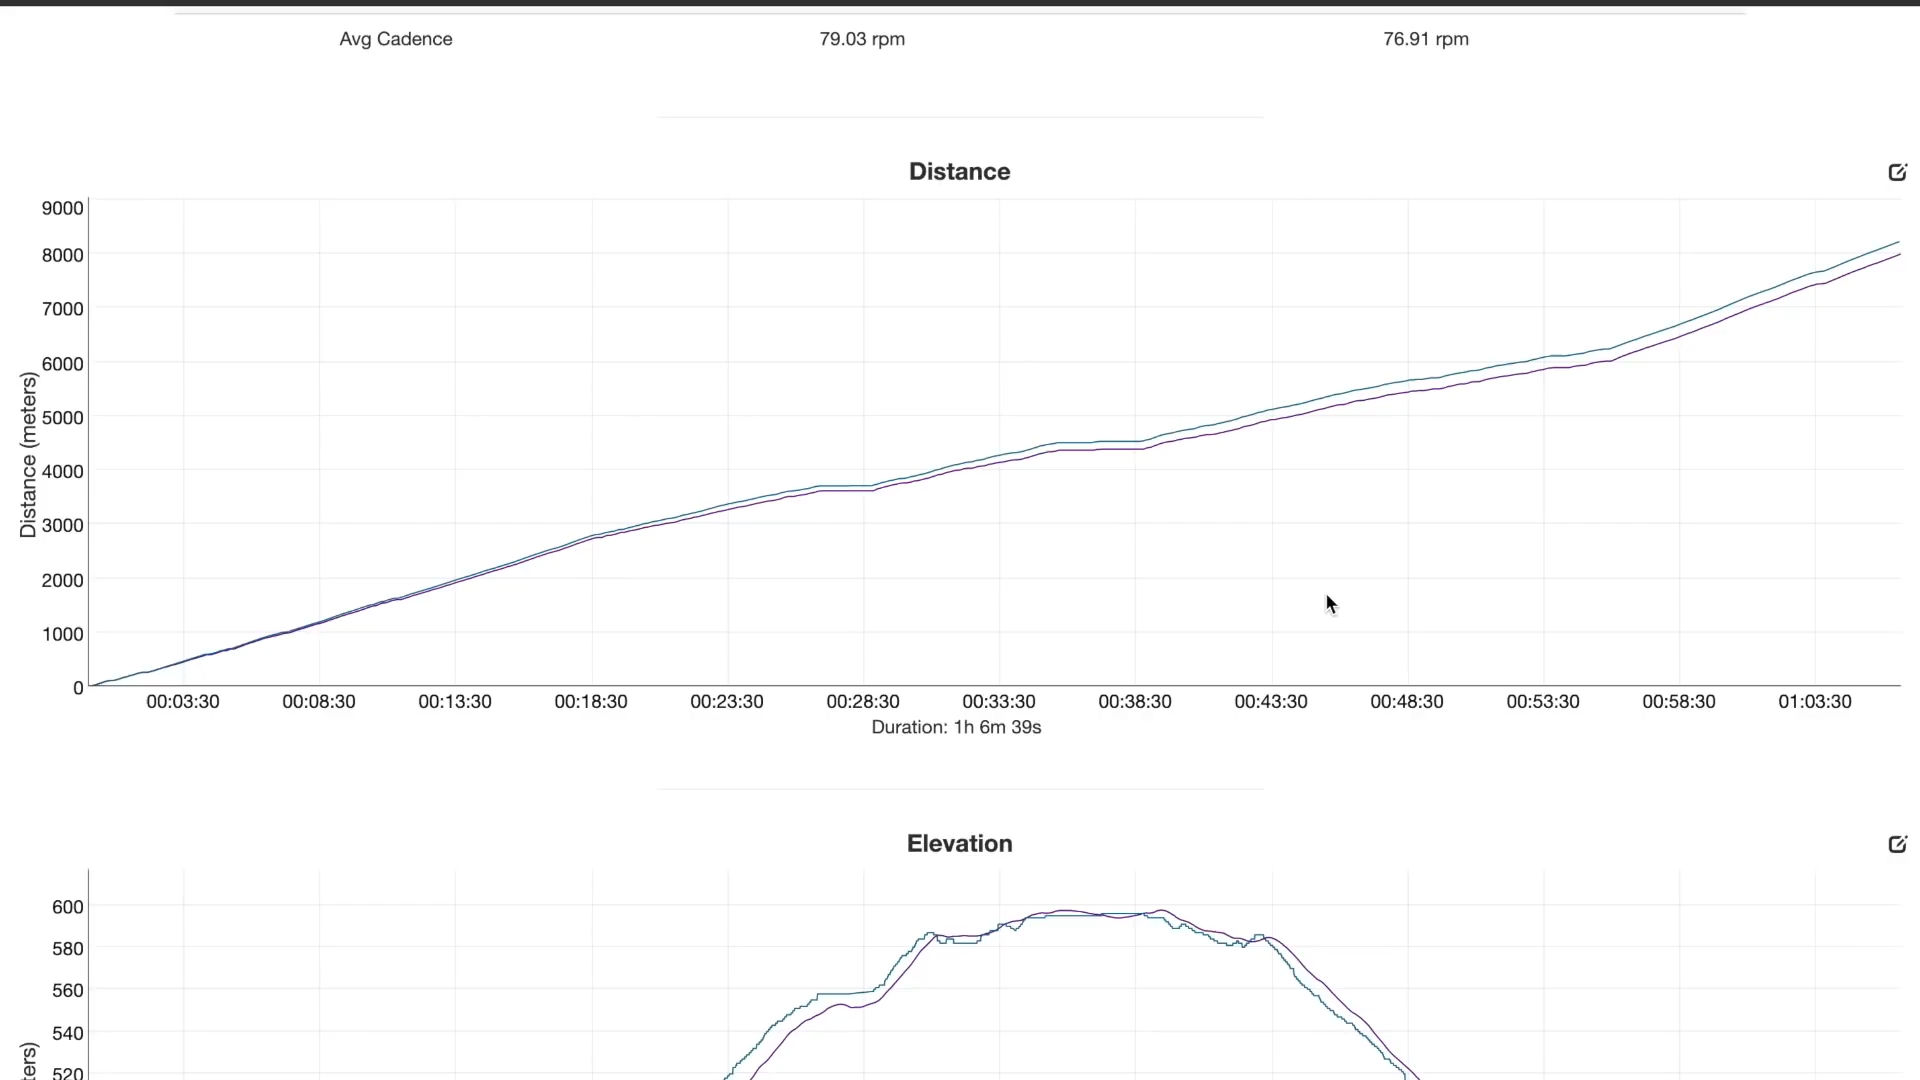 Avg Cadence 79.03 rpm 76.91 rpm
Distance
9000
8000
7000
6000
5000
4000
3000
2000
1000
0
Distance (meters)
00:03:30 00:08:30 00:13:30 00:18:30 00:23:30 00:28:30 00:33:30 00:38:30 00:43:30 00:48:30 00:53:30 00:58:30 01:03:30
Duration: 1h 6m 39s
Elevation
600
580
560
540
520
ters)